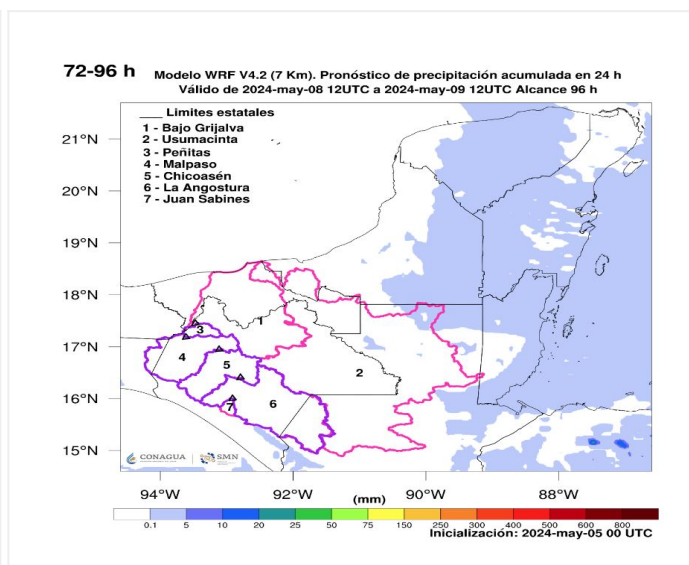 72-96 h
Modelo WRF V4.2 (7 Km). Pronóstico de precipitación acumulada en 24 h
Válido de 2024-may-08 12UTC a 2024-may-09 12UTC Alcance 96 h
Limites estatales
1 - Bajo Grijalva
2 - Usumacinta
3 - Peñitas
4 - Malpaso
5 - Chicoasén
6 - La Angostura
7 - Juan Sabines
21°N
20°N
19°N
18°N
17°N
16°N
15°N
1
2
3
4
5
6
7
CONAGUA
SMN
94°W 92°W 90°W 88°W
(mm)
0.1 5 10 20 25 50 75 150 250 300 400 500 600 800
Inicialización: 2024-may-05 00 UTC